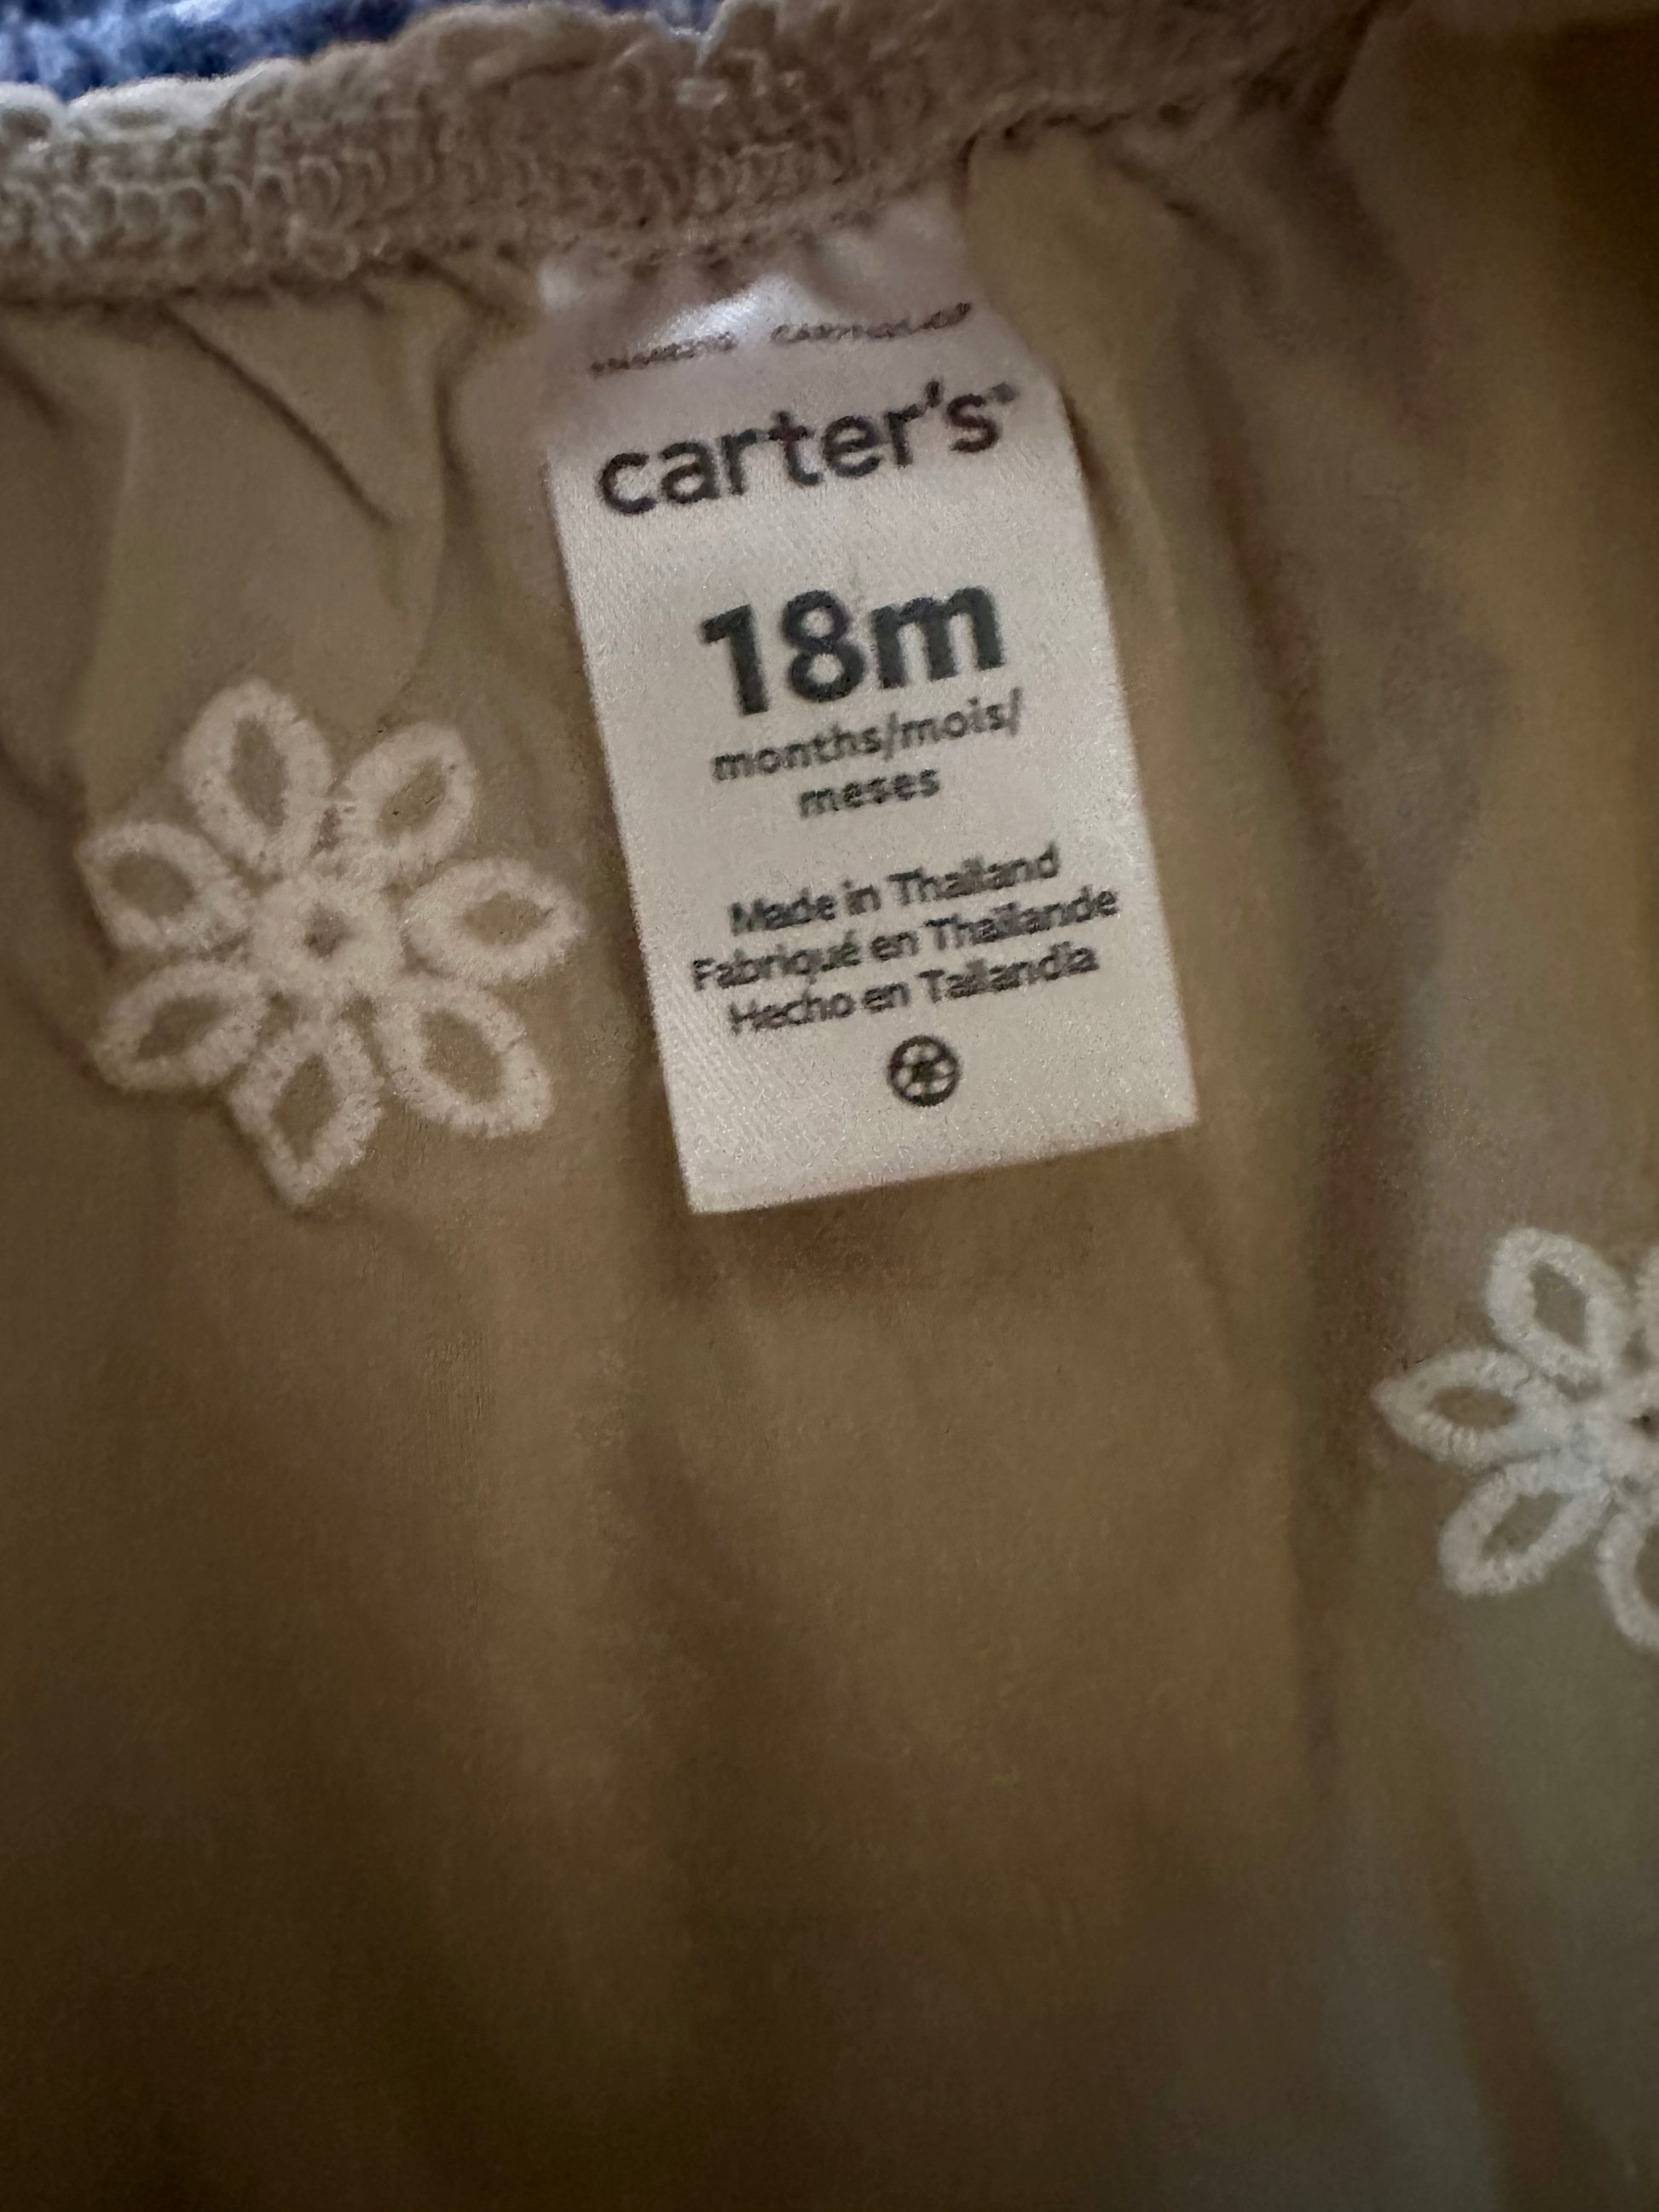 carter's®
18m
months/mois/
meses
Made in Thailand
Fabriqué en Thaïlande
Hecho en Tailandia